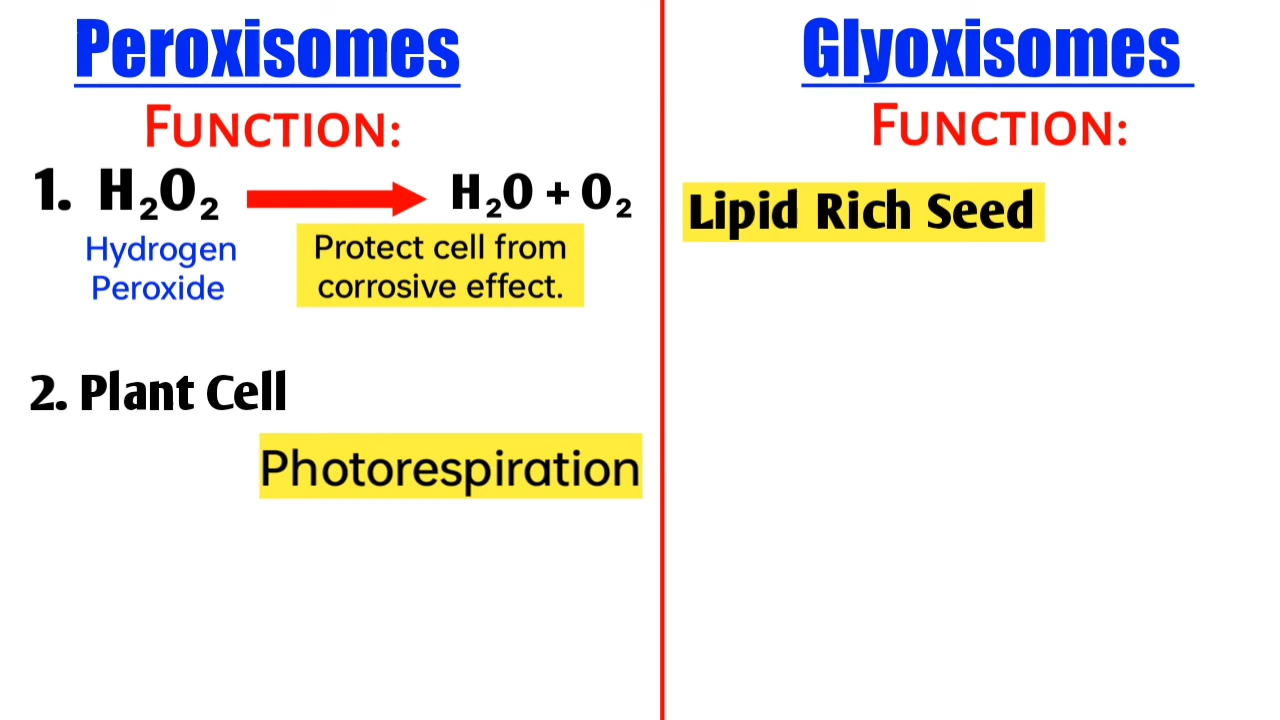 Peroxisomes
FUNCTION:
1. H₂O₂ H₂O + O₂
Hydrogen
Peroxide
Protect cell from
corrosive effect.
2. Plant Cell
Photorespiration
Glyoxisomes
FUNCTION:
Lipid Rich Seed